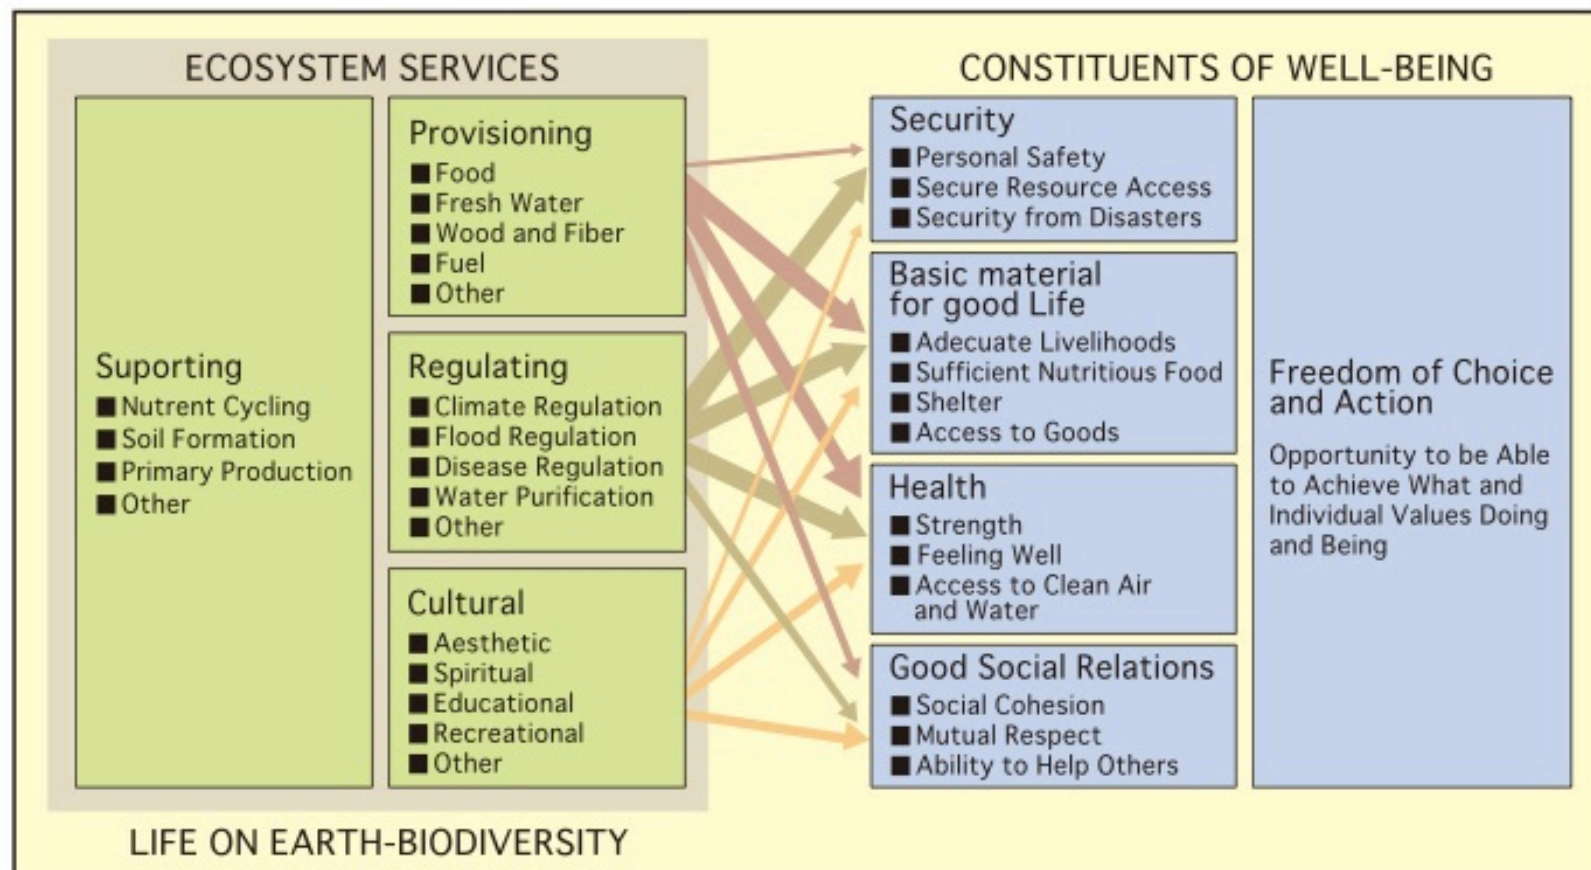 ECOSYSTEM SERVICES
Suporting
■ Nutrent Cycling
■ Soil Formation
■ Primary Production
■ Other
Provisioning
■ Food
■ Fresh Water
■ Wood and Fiber
■ Fuel
■ Other
Regulating
■ Climate Regulation
■ Flood Regulation
■ Disease Regulation
■ Water Purification
■ Other
Cultural
■ Aesthetic
■ Spiritual
■ Educational
■ Recreational
■ Other
LIFE ON EARTH-BIODIVERSITY
CONSTITUENTS OF WELL-BEING
Security
■ Personal Safety
■ Secure Resource Access
■ Security from Disasters
Basic material
for good Life
■ Adecuate Livelihoods
■ Sufficient Nutritious Food
■ Shelter
■ Access to Goods
Health
■ Strength
■ Feeling Well
■ Access to Clean Air
and Water
Good Social Relations
■ Social Cohesion
■ Mutual Respect
■ Ability to Help Others
Freedom of Choice
and Action
Opportunity to be Able
to Achieve What and
Individual Values Doing
and Being